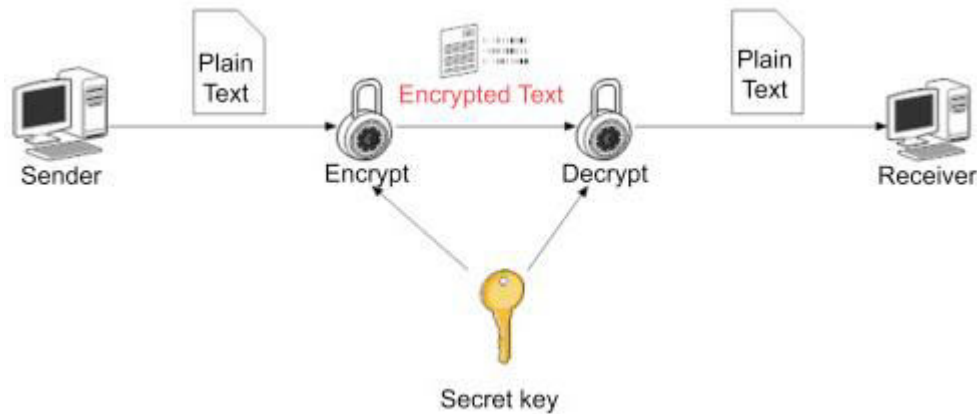 Plain
Text
Plain
Text
Encrypted Text
Sender
Encrypt
Decrypt
Receiver
Secret key